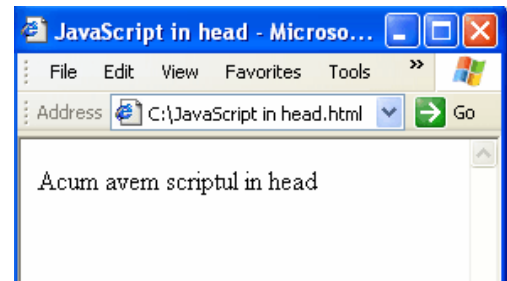 JavaScript in head - Microso...
File Edit View Favorites Tools »
Address C:\JavaScript in head.html Go
Acum avem scriptul in head